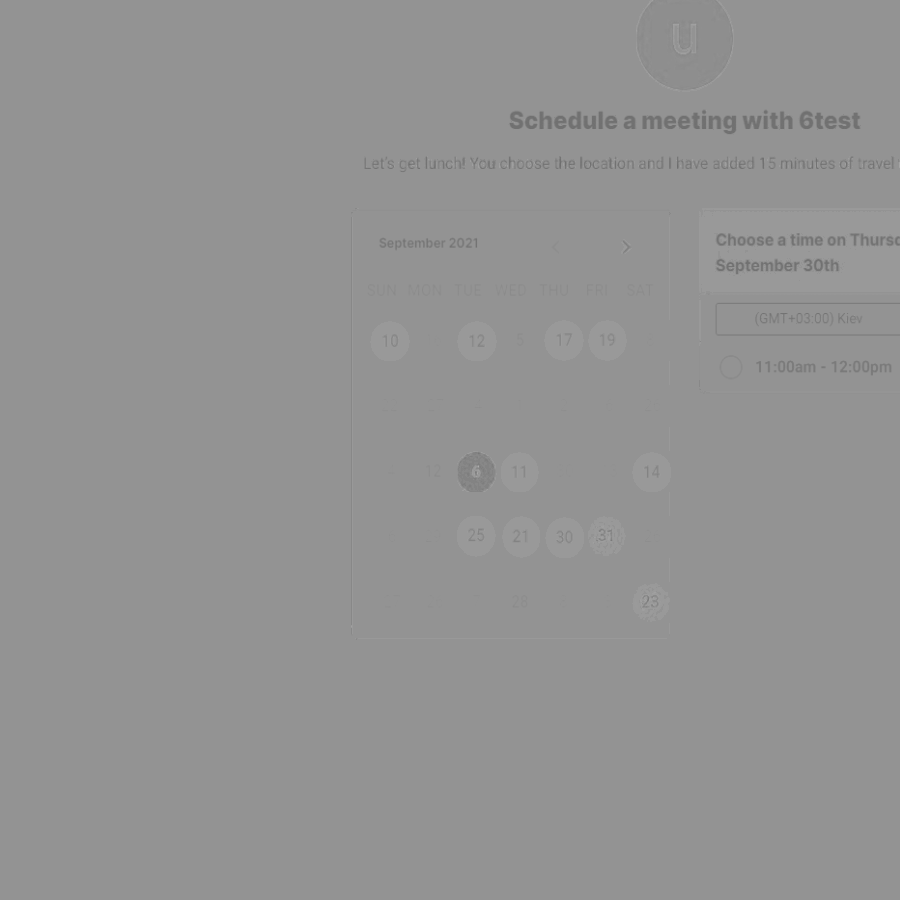 u
Schedule a meeting with 6test
Let's get lunch! You choose the location and I have added 15 minutes of travel
September 2021
Choose a time on Thursd
September 30th
SUN MON TUE WED THU FRI SAT
(GMT+03:00) Kiev
10 12 17 19
11:00am - 12:00pm
12 6 11 14
25 21 30 31
28 23